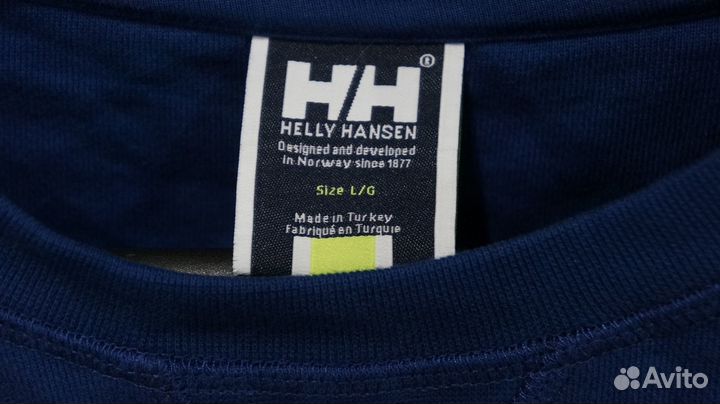 HH®
HELLY HANSEN
Designed and developed
in Norway since 1877
Size L/G
Made in Turkey
Fabriqué en Turquie
Avito